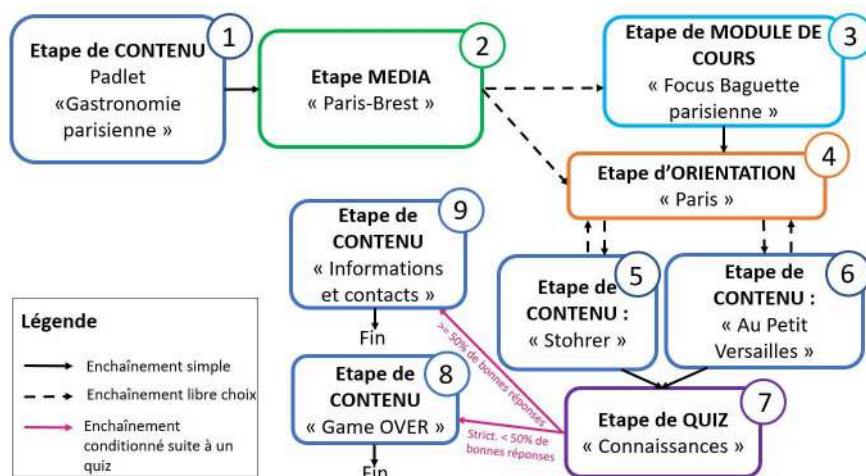 Etape de CONTENU
Padlet
«Gastronomie
parisienne »
1
Etape MEDIA
« Paris-Brest »
2
Etape de MODULE DE
COURS
« Focus Baguette
parisienne »
3
Etape d'ORIENTATION
« Paris »
4
Etape de
CONTENU :
« Stohrer »
5
Etape de
CONTENU :
« Au Petit
Versailles »
6
Etape de QUIZ
« Connaissances »
7
Strict. < 50% de
bonnes réponses
>= 50% de bonnes réponses
Etape de
CONTENU
« Game OVER »
8
Fin
Etape de
CONTENU
« Informations
et contacts »
9
Fin
Légende
Enchaînement simple
Enchaînement libre choix
Enchaînement
conditionné suite à un
quiz